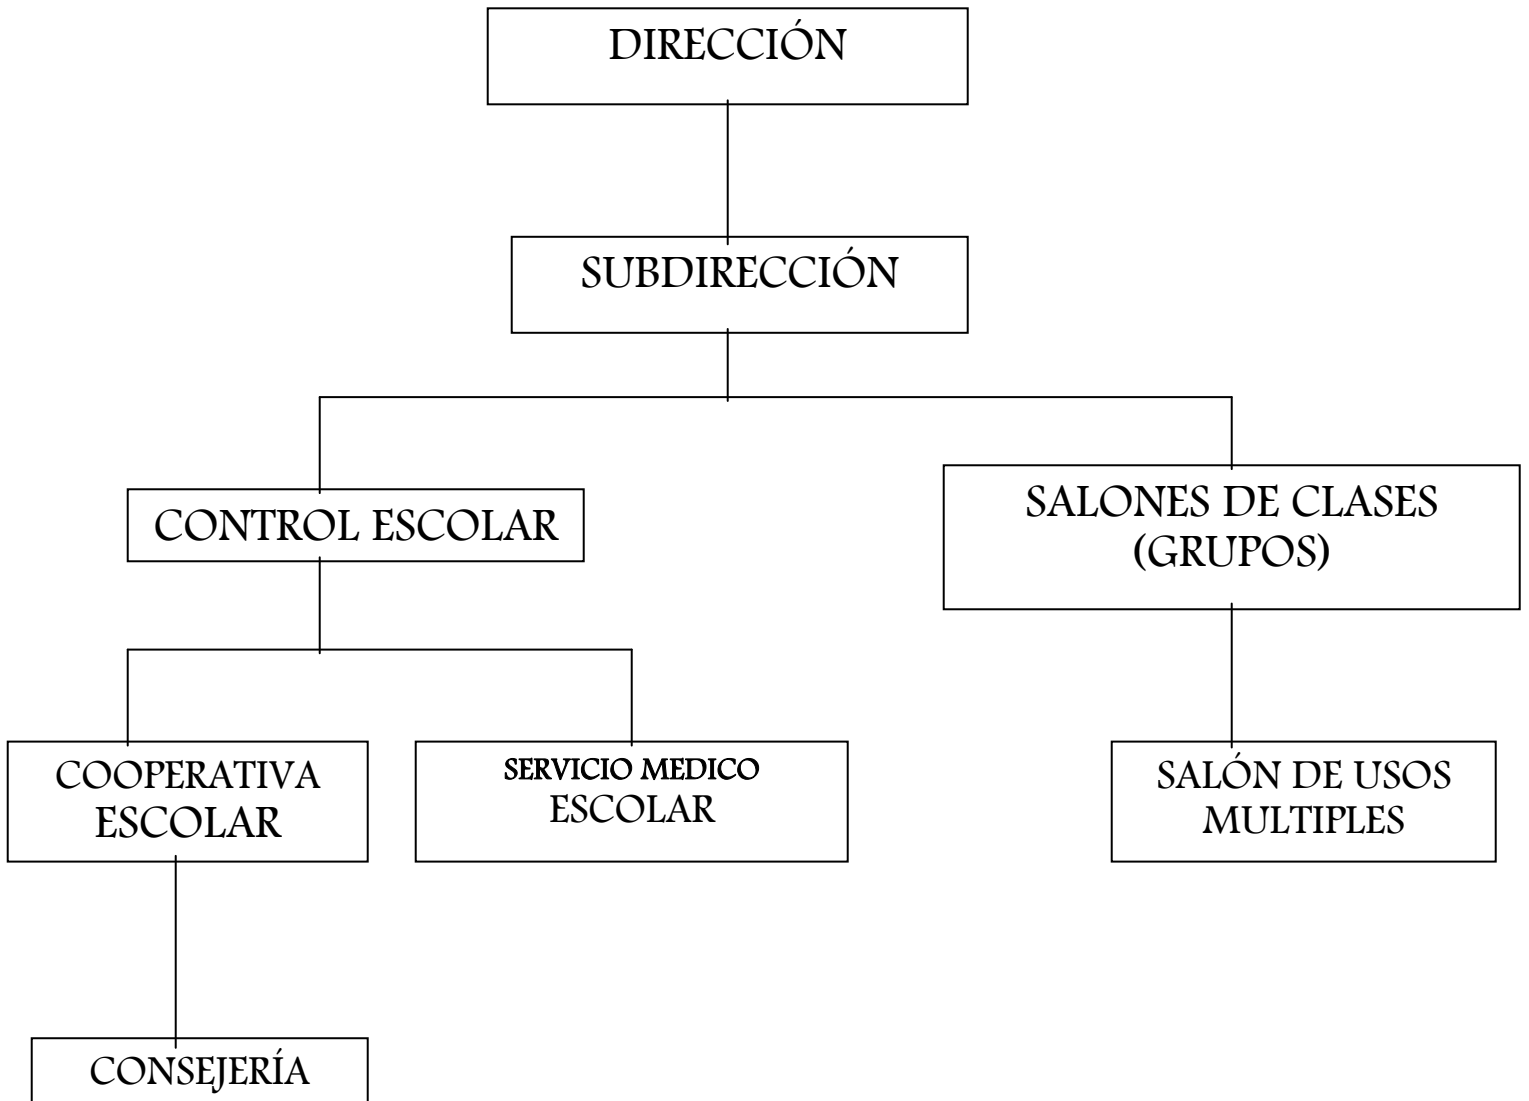 DIRECCIÓN
SUBDIRECCIÓN
CONTROL ESCOLAR
SALONES DE CLASES
(GRUPOS)
COOPERATIVA
ESCOLAR
SERVICIO MEDICO
ESCOLAR
SALÓN DE USOS
MULTIPLES
CONSEJERÍA